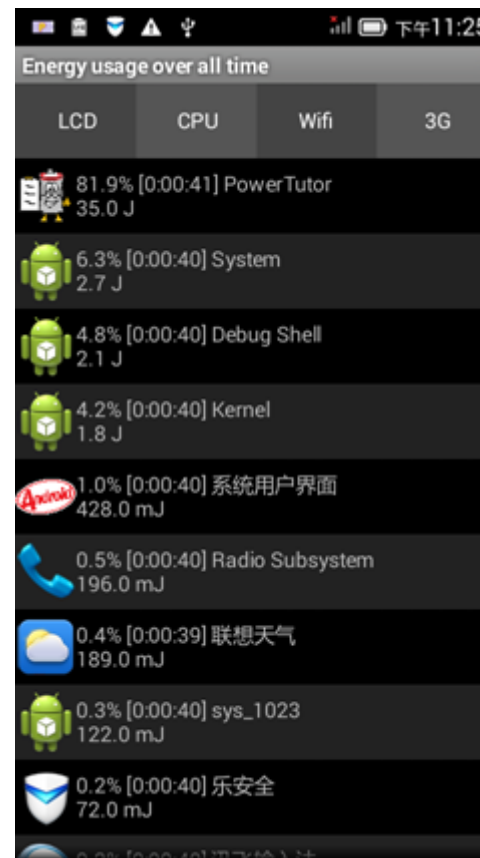 下午11:25
Energy usage over all time
LCD CPU Wifi 3G
81.9% [0:00:41] PowerTutor
35.0 J
6.3% [0:00:40] System
2.7 J
4.8% [0:00:40] Debug Shell
2.1 J
4.2% [0:00:40] Kernel
1.8 J
Android
1.0% [0:00:40] 系统用户界面
428.0 mJ
0.5% [0:00:40] Radio Subsystem
196.0 mJ
0.4% [0:00:39] 联想天气
189.0 mJ
0.3% [0:00:40] sys_1023
122.0 mJ
0.2% [0:00:40] 乐安全
72.0 mJ